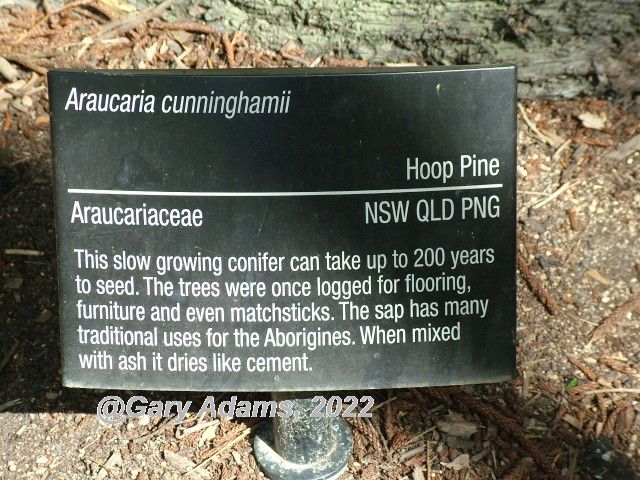 Araucaria cunninghamii
Hoop Pine
Araucariaceae NSW QLD PNG
This slow growing conifer can take up to 200 years
to seed. The trees were once logged for flooring,
furniture and even matchsticks. The sap has many
traditional uses for the Aborigines. When mixed
with ash it dries like cement.
@Gary Adams, 2022